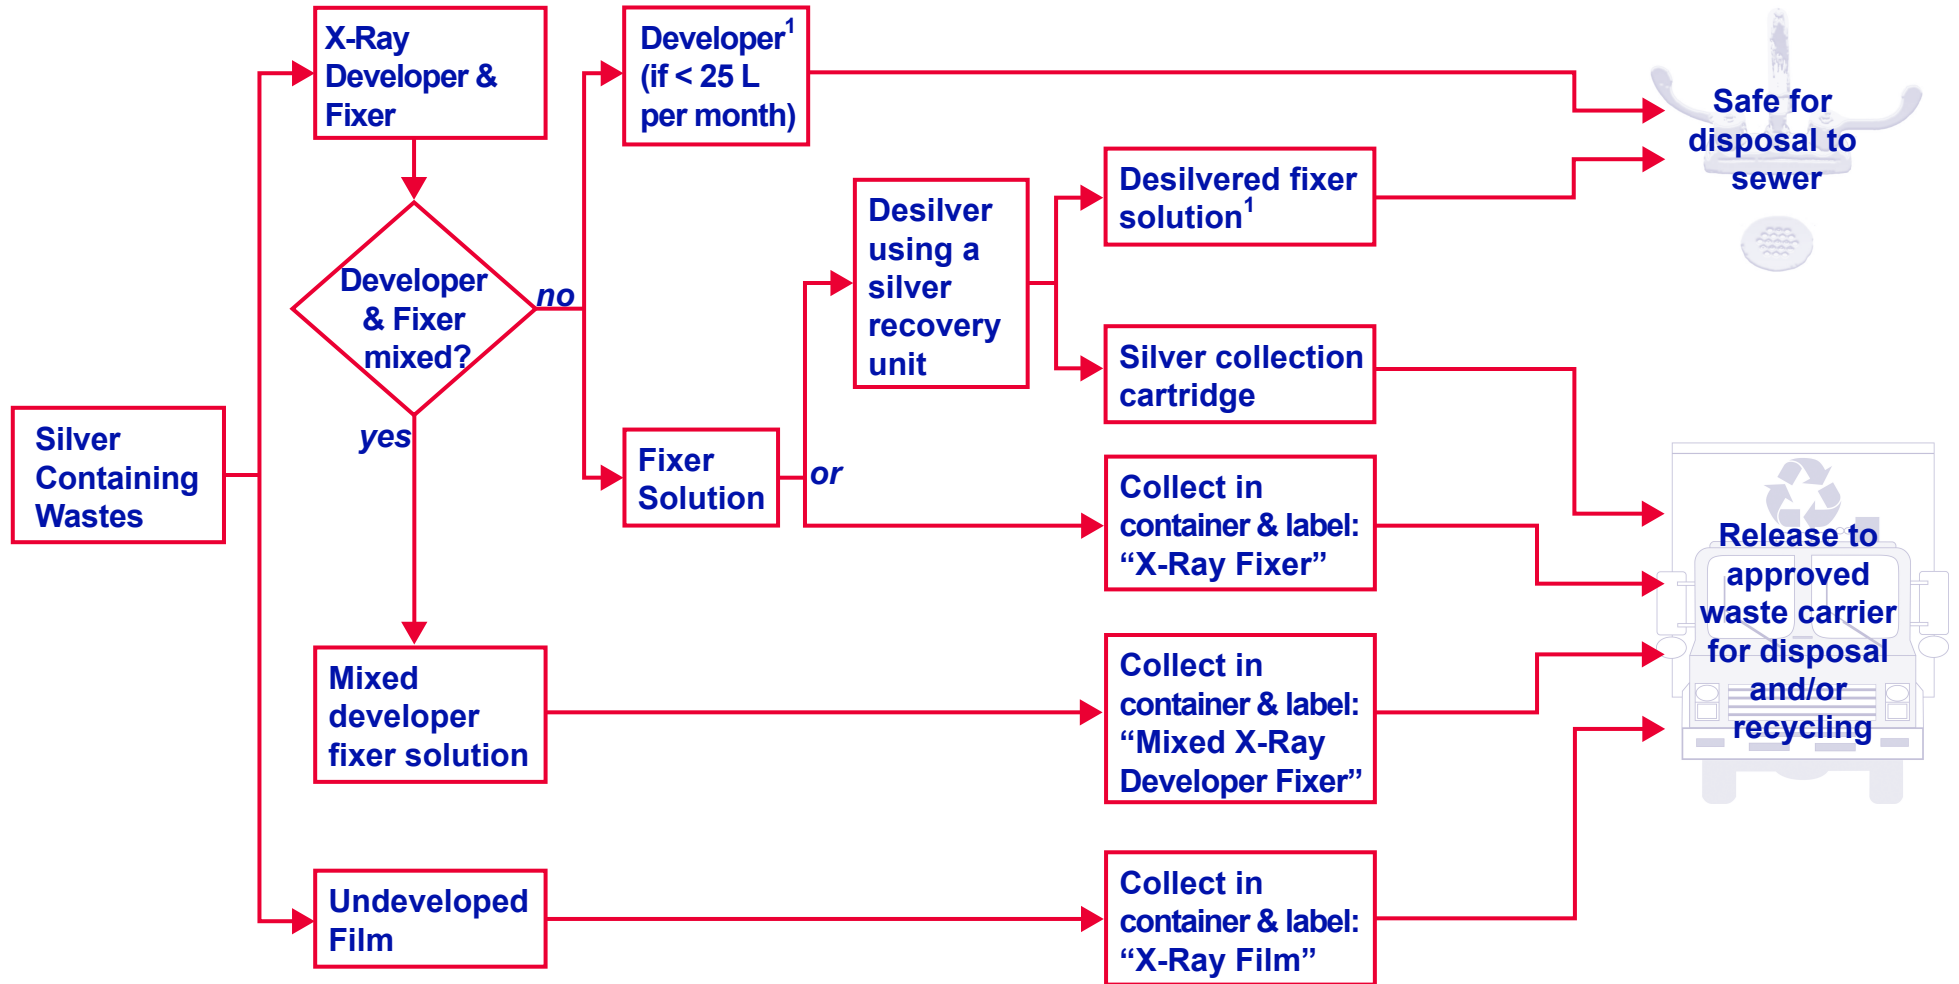 X-Ray
Developer &
Fixer
Developer¹
(if < 25 L
per month)
Safe for
disposal to
sewer
Desilvered fixer
solution¹
Desilver
using a
silver
recovery
unit
Developer
& Fixer
mixed?
no
Silver collection
cartridge
Silver
Containing
Wastes
yes
Fixer
Solution
or
Collect in
container & label:
“X-Ray Fixer”
Release to
approved
waste carrier
for disposal
and/or
recycling
Mixed
developer
fixer solution
Collect in
container & label:
“Mixed X-Ray
Developer Fixer”
Undeveloped
Film
Collect in
container & label:
“X-Ray Film”